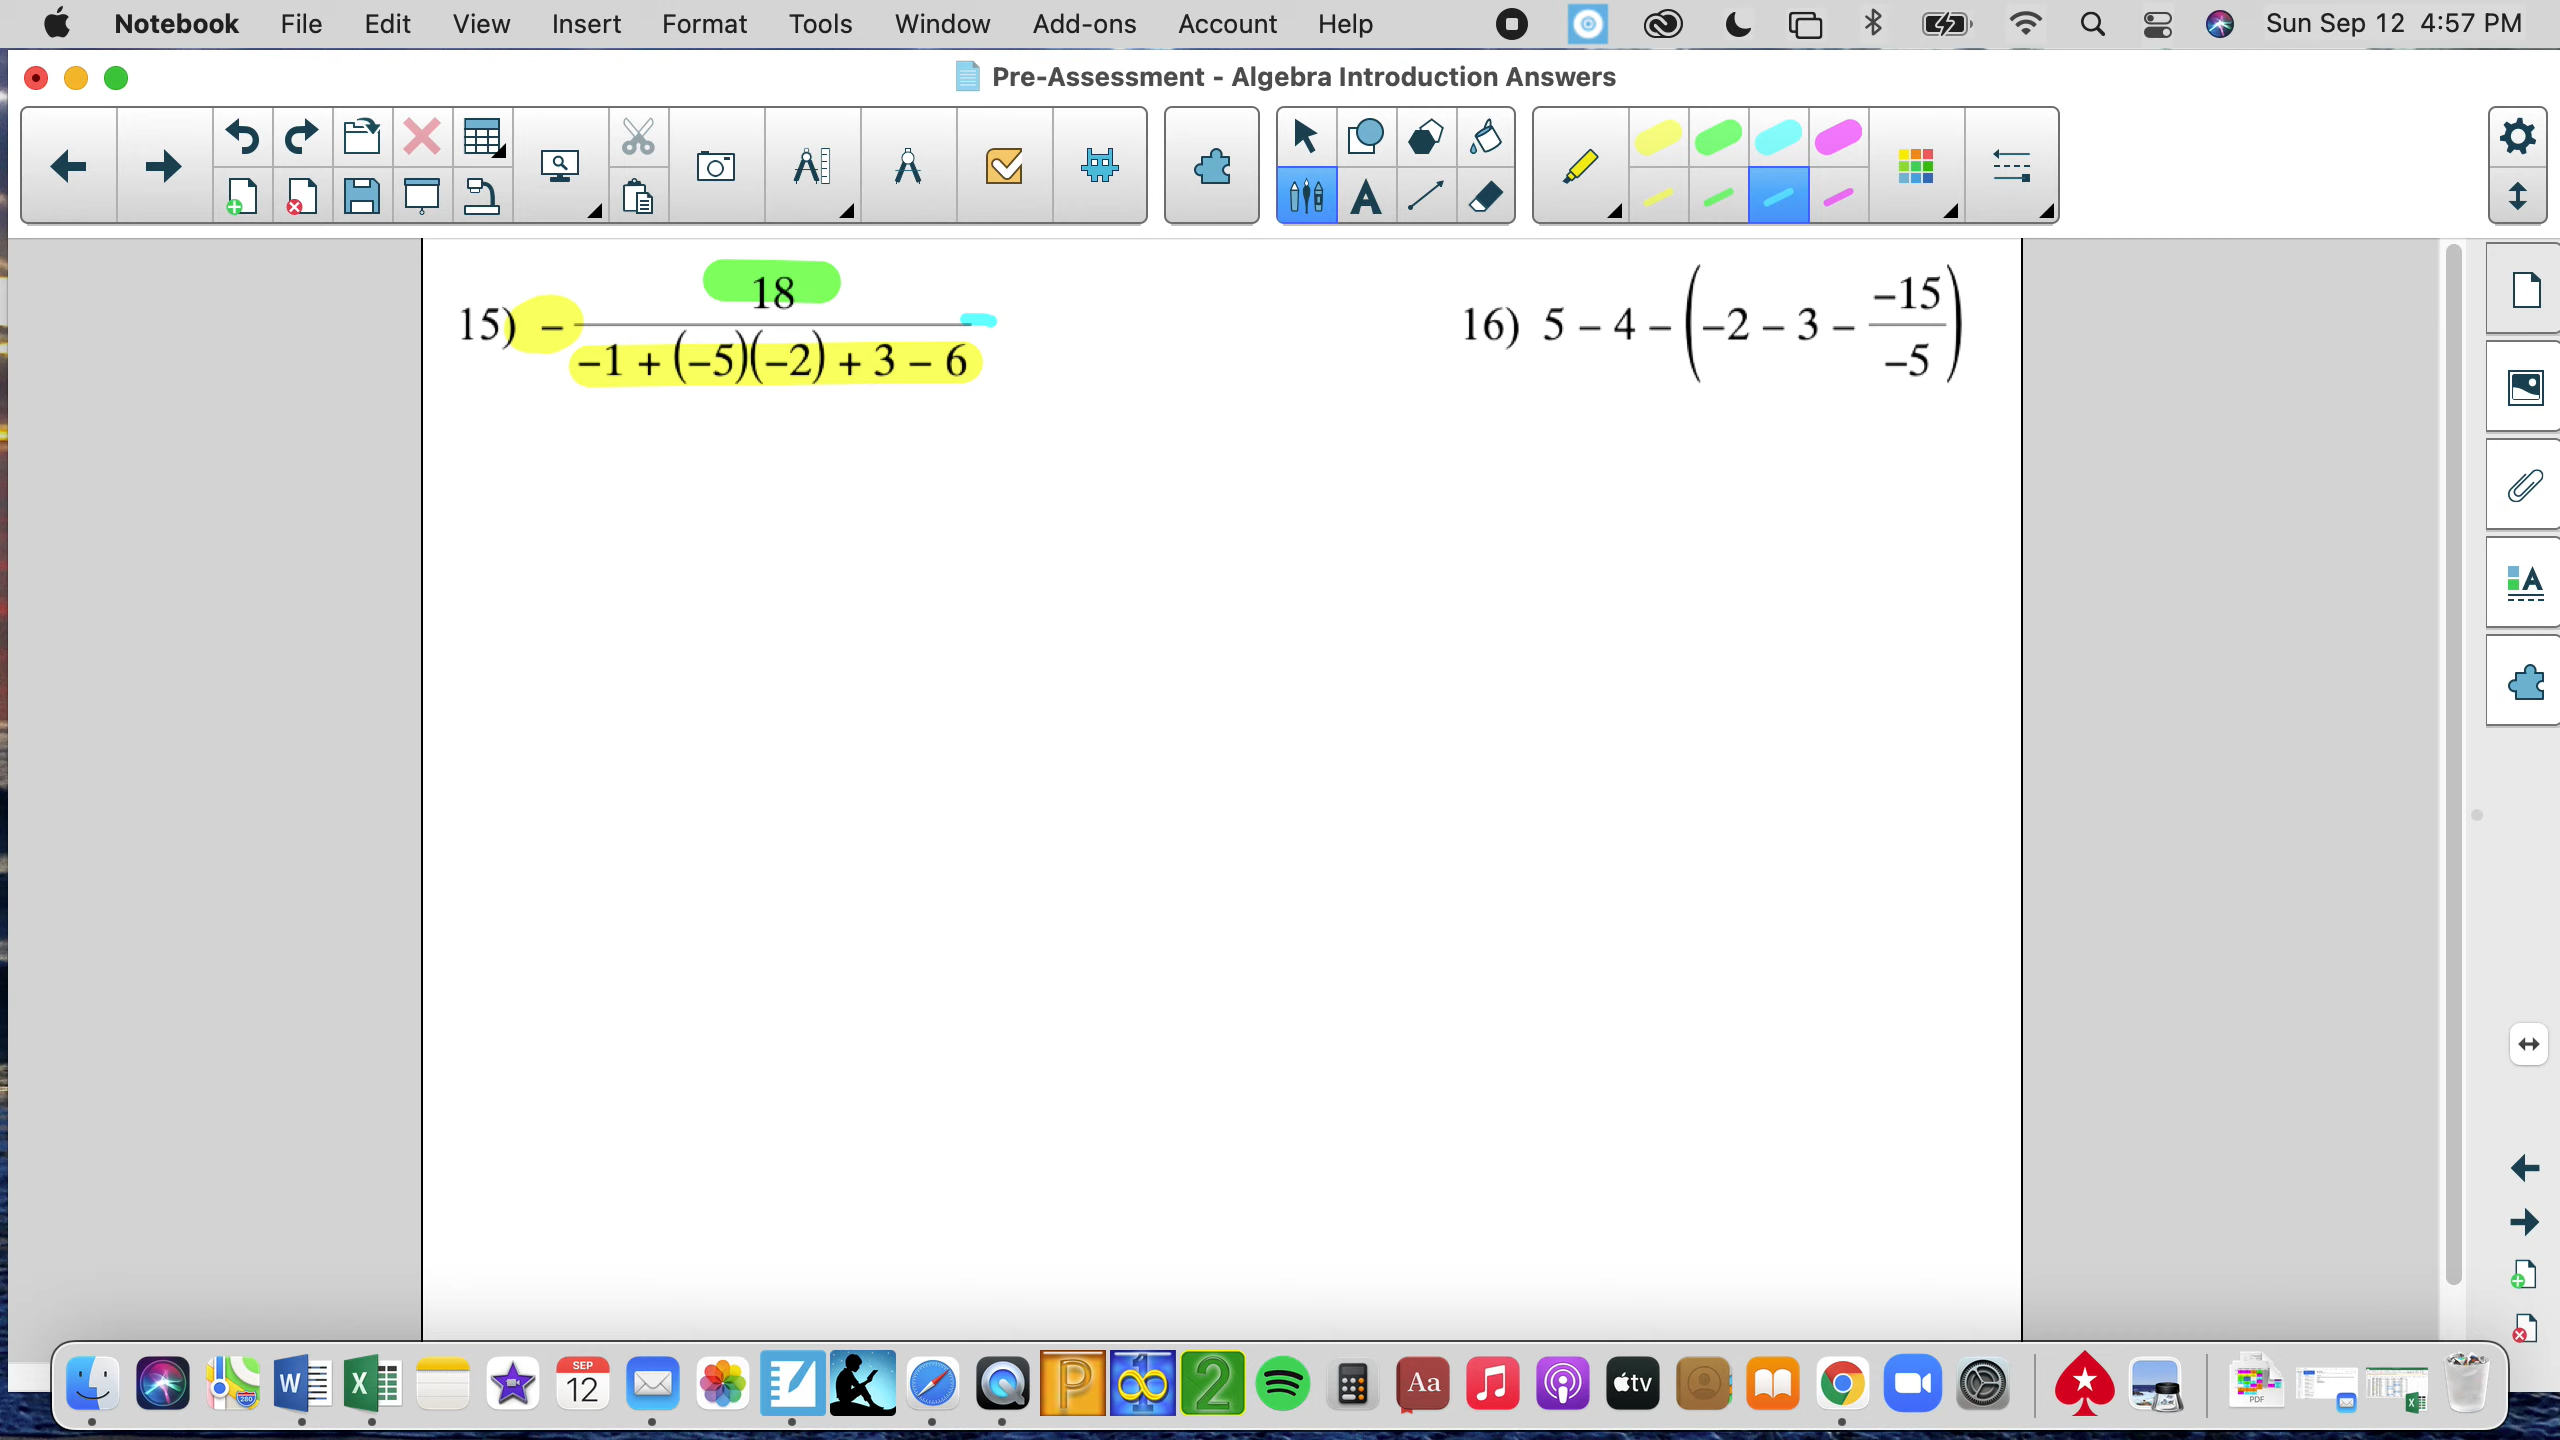 Notebook File Edit View Insert Format Tools Window Add-ons Account Help Sun Sep 12 4:57 PM
Pre-Assessment - Algebra Introduction Answers
A
15) − 18 / −1 + (−5)(−2) + 3 − 6
16) 5 − 4 − (−2 − 3 − −15 / −5)
A
280
W
X
SEP
12
P
2
Aa
tv
PDF
X